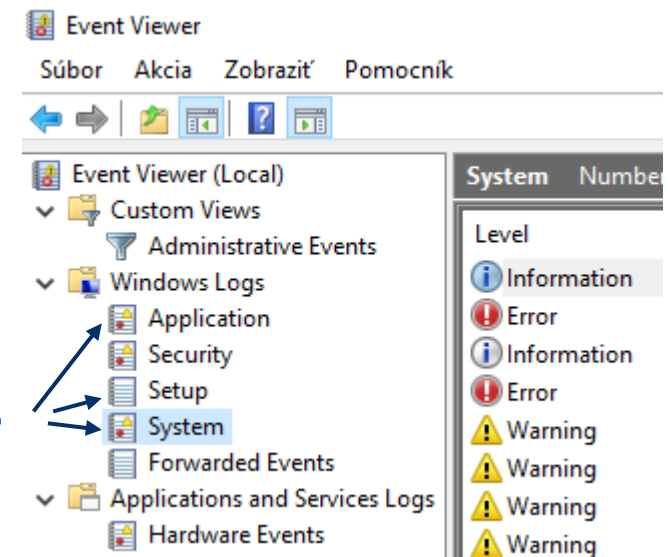 Event Viewer
Súbor Akcia Zobraziť Pomocník
Event Viewer (Local)
Custom Views
Administrative Events
Windows Logs
Application
Security
Setup
System
Forwarded Events
Applications and Services Logs
Hardware Events
System Number
Level
Information
Error
Information
Error
Warning
Warning
Warning
Warning